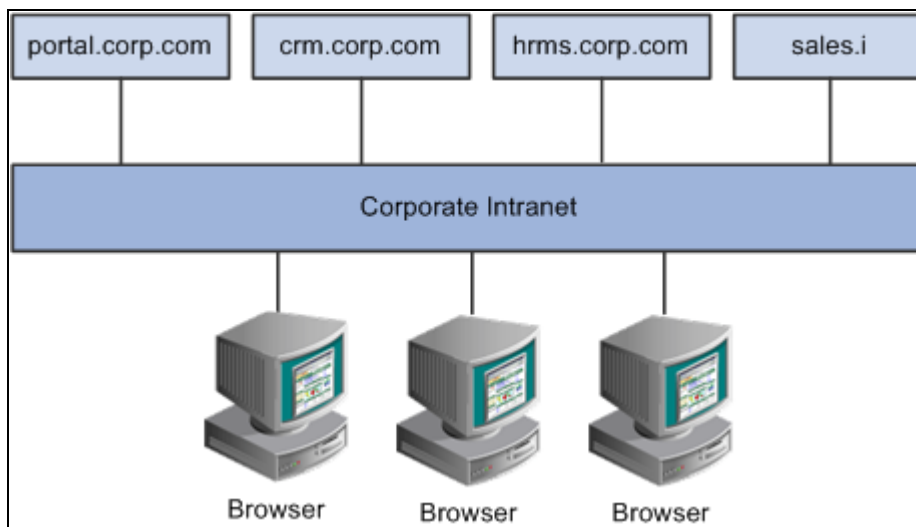 portal.corp.com
crm.corp.com
hrms.corp.com
sales.i
Corporate Intranet
Browser
Browser
Browser